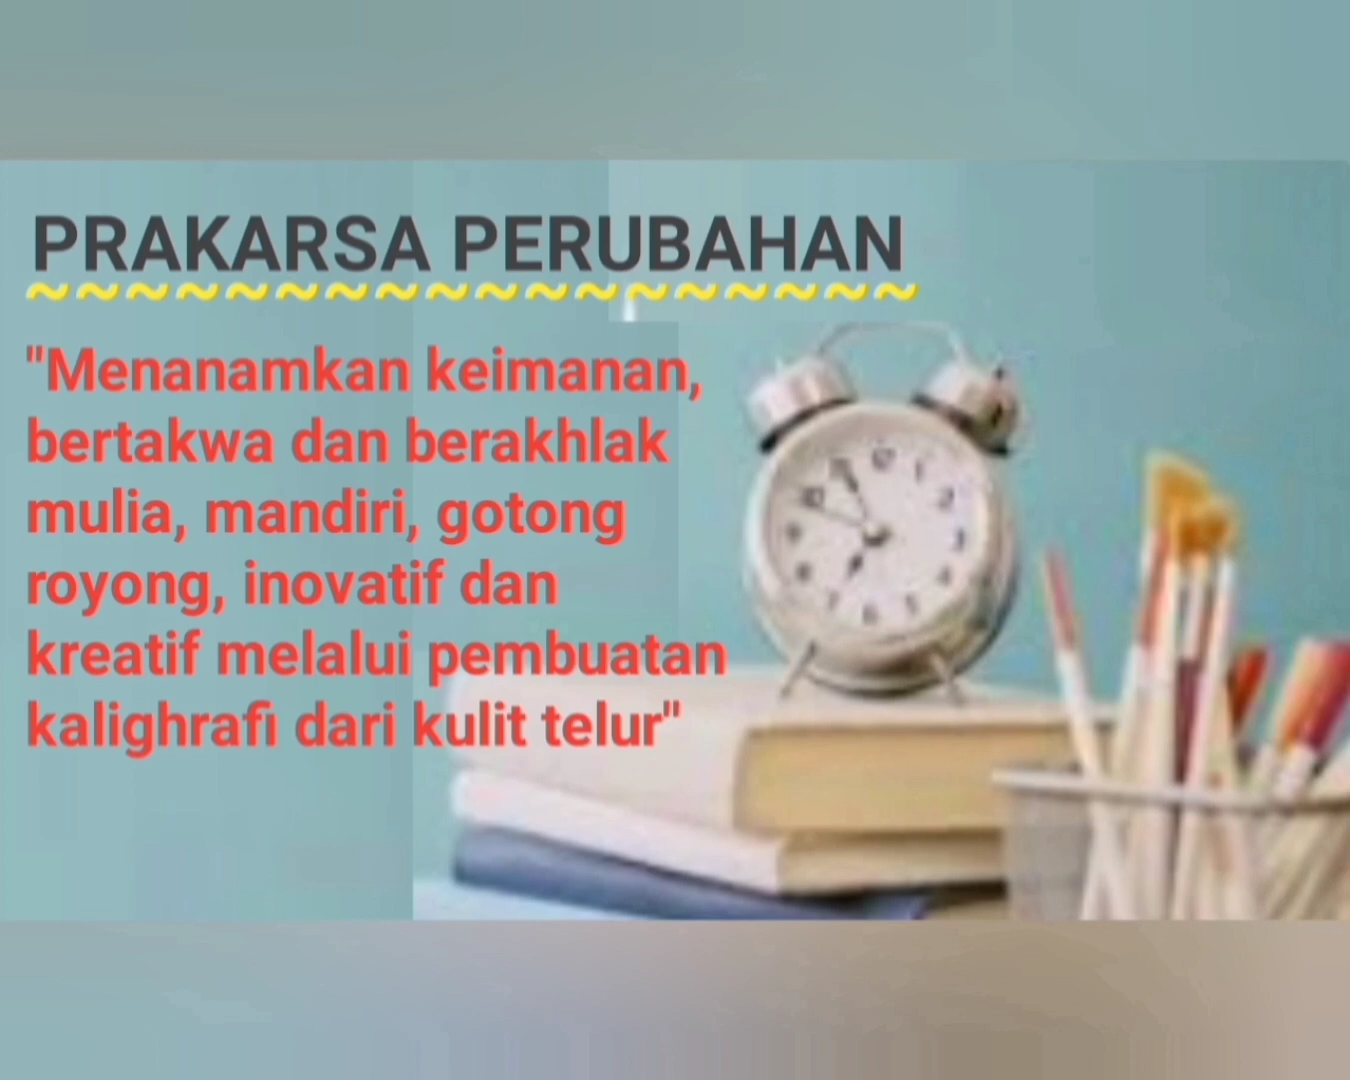 PRAKARSA PERUBAHAN
~~~~~~~~~~~~~~~~~~
"Menanamkan keimanan,
bertakwa dan berakhlak
mulia, mandiri, gotong
royong, inovatif dan
kreatif melalui pembuatan
kalighrafi dari kulit telur"